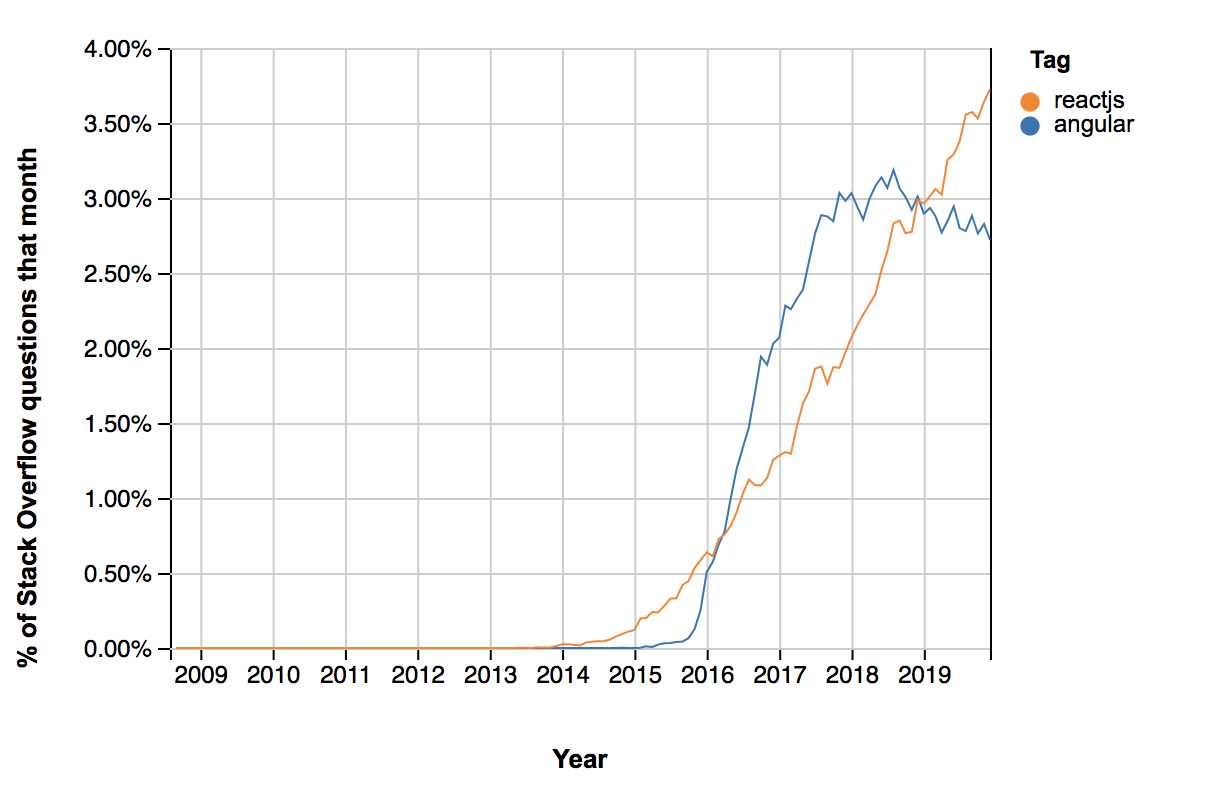 4.00%
3.50%
3.00%
2.50%
2.00%
1.50%
1.00%
0.50%
0.00%
% of Stack Overflow questions that month
2009 2010 2011 2012 2013 2014 2015 2016 2017 2018 2019
Year
Tag
reactjs
angular